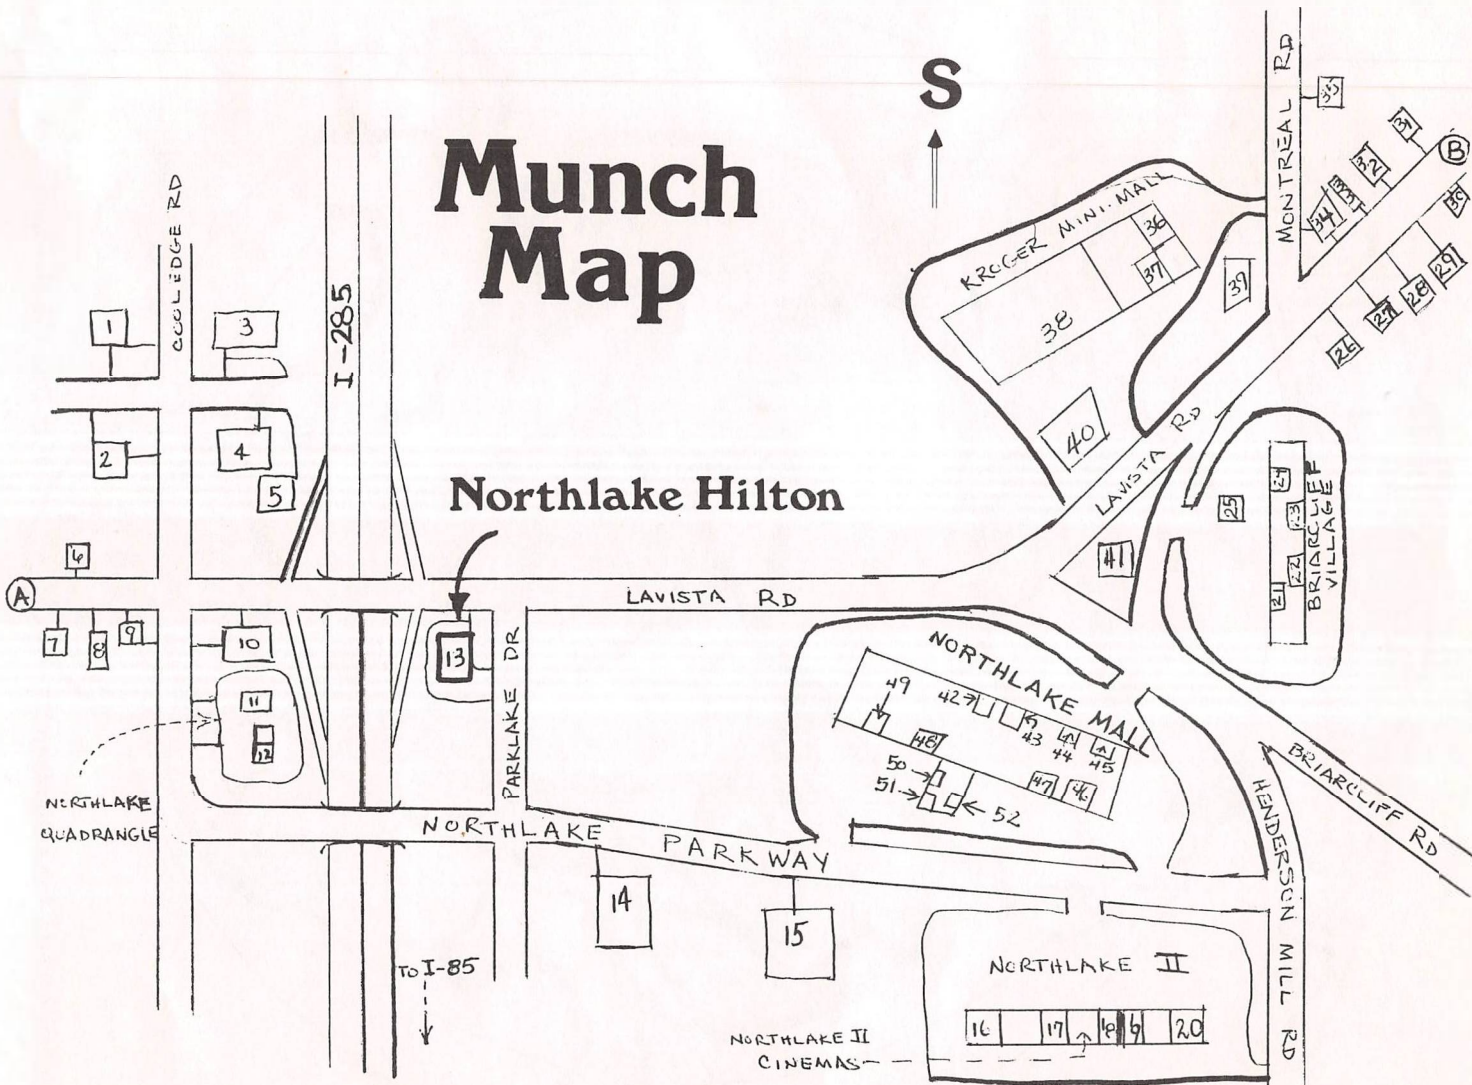 Munch
Map
S
COOLEDGE RD
I-285
MONTREAL RD
KROGER MINI-MALL
Northlake Hilton
LAVISTA RD
LAVISTA RD
BRIARCLIFF
VILLAGE
PARKLAKE DR
NORTHLAKE MALL
NORTHLAKE
QUADRANGLE
NORTHLAKE PARKWAY
BRIARCLIFF RD
HENDERSON MILL RD
TO I-85
NORTHLAKE II
NORTHLAKE II
CINEMAS
A
B
1
2
3
4
5
6
7
8
9
10
11
12
13
14
15
16
17
18
19
20
21
22
23
24
25
26
27
28
29
30
31
32
33
34
35
36
37
38
39
40
41
42
43
44
45
46
47
48
49
50
51
52